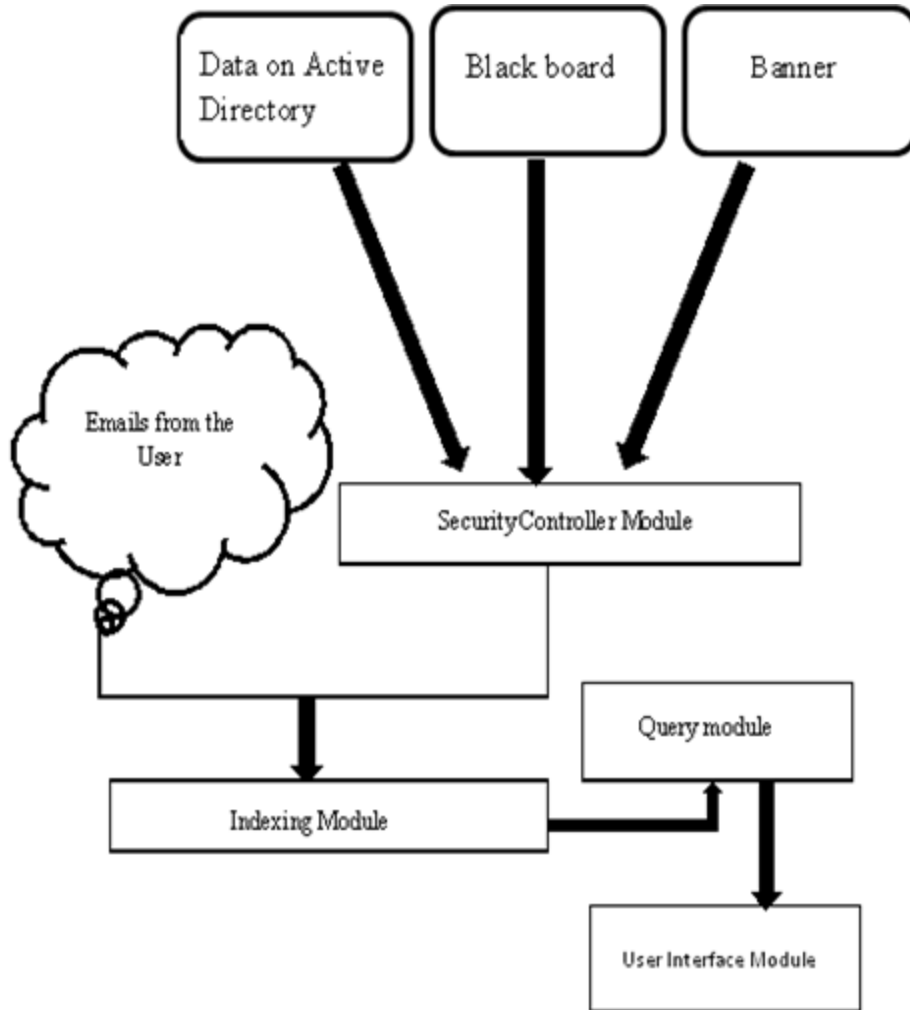 Data on Active
Directory
Black board
Banner
Emails from the
User
SecurityController Module
Query module
Indexing Module
User Interface Module